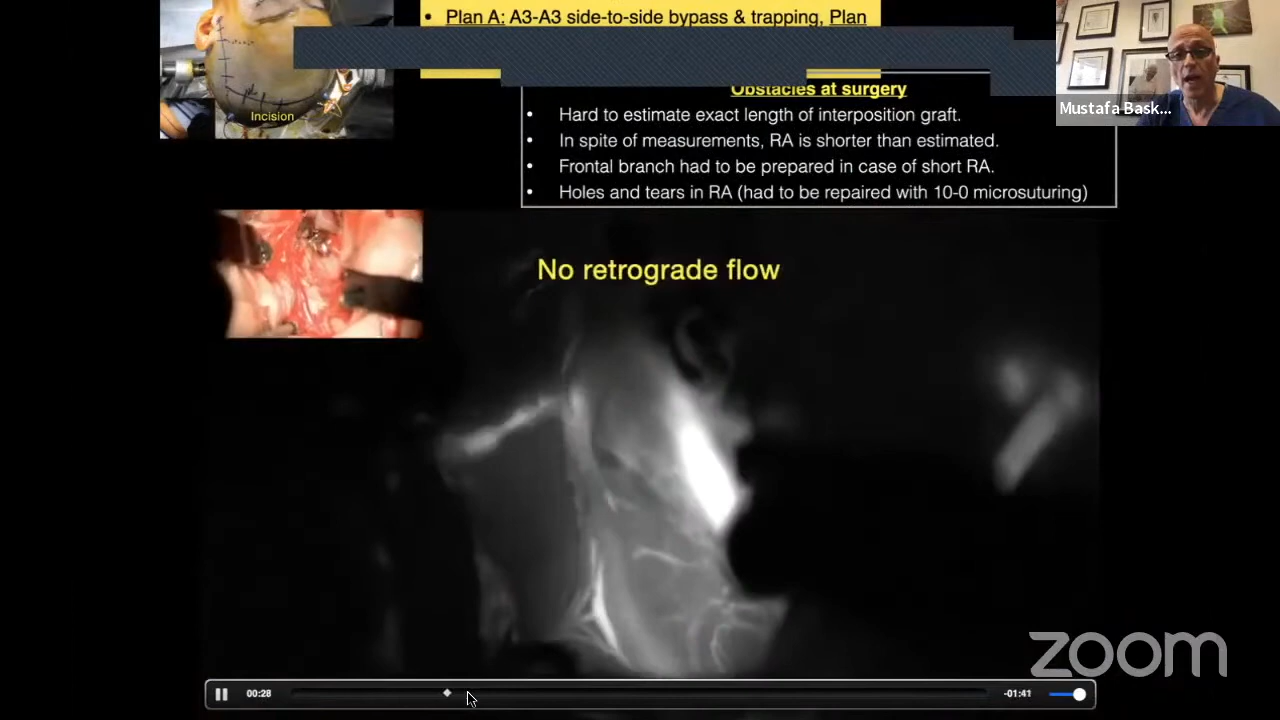 • Plan A: A3-A3 side-to-side bypass & trapping, Plan
Incision
Obstacles at surgery
• Hard to estimate exact length of interposition graft.
• In spite of measurements, RA is shorter than estimated.
• Frontal branch had to be prepared in case of short RA.
• Holes and tears in RA (had to be repaired with 10-0 microsuturing)
Mustafa Bask...
No retrograde flow
zoom
00:28
-01:41